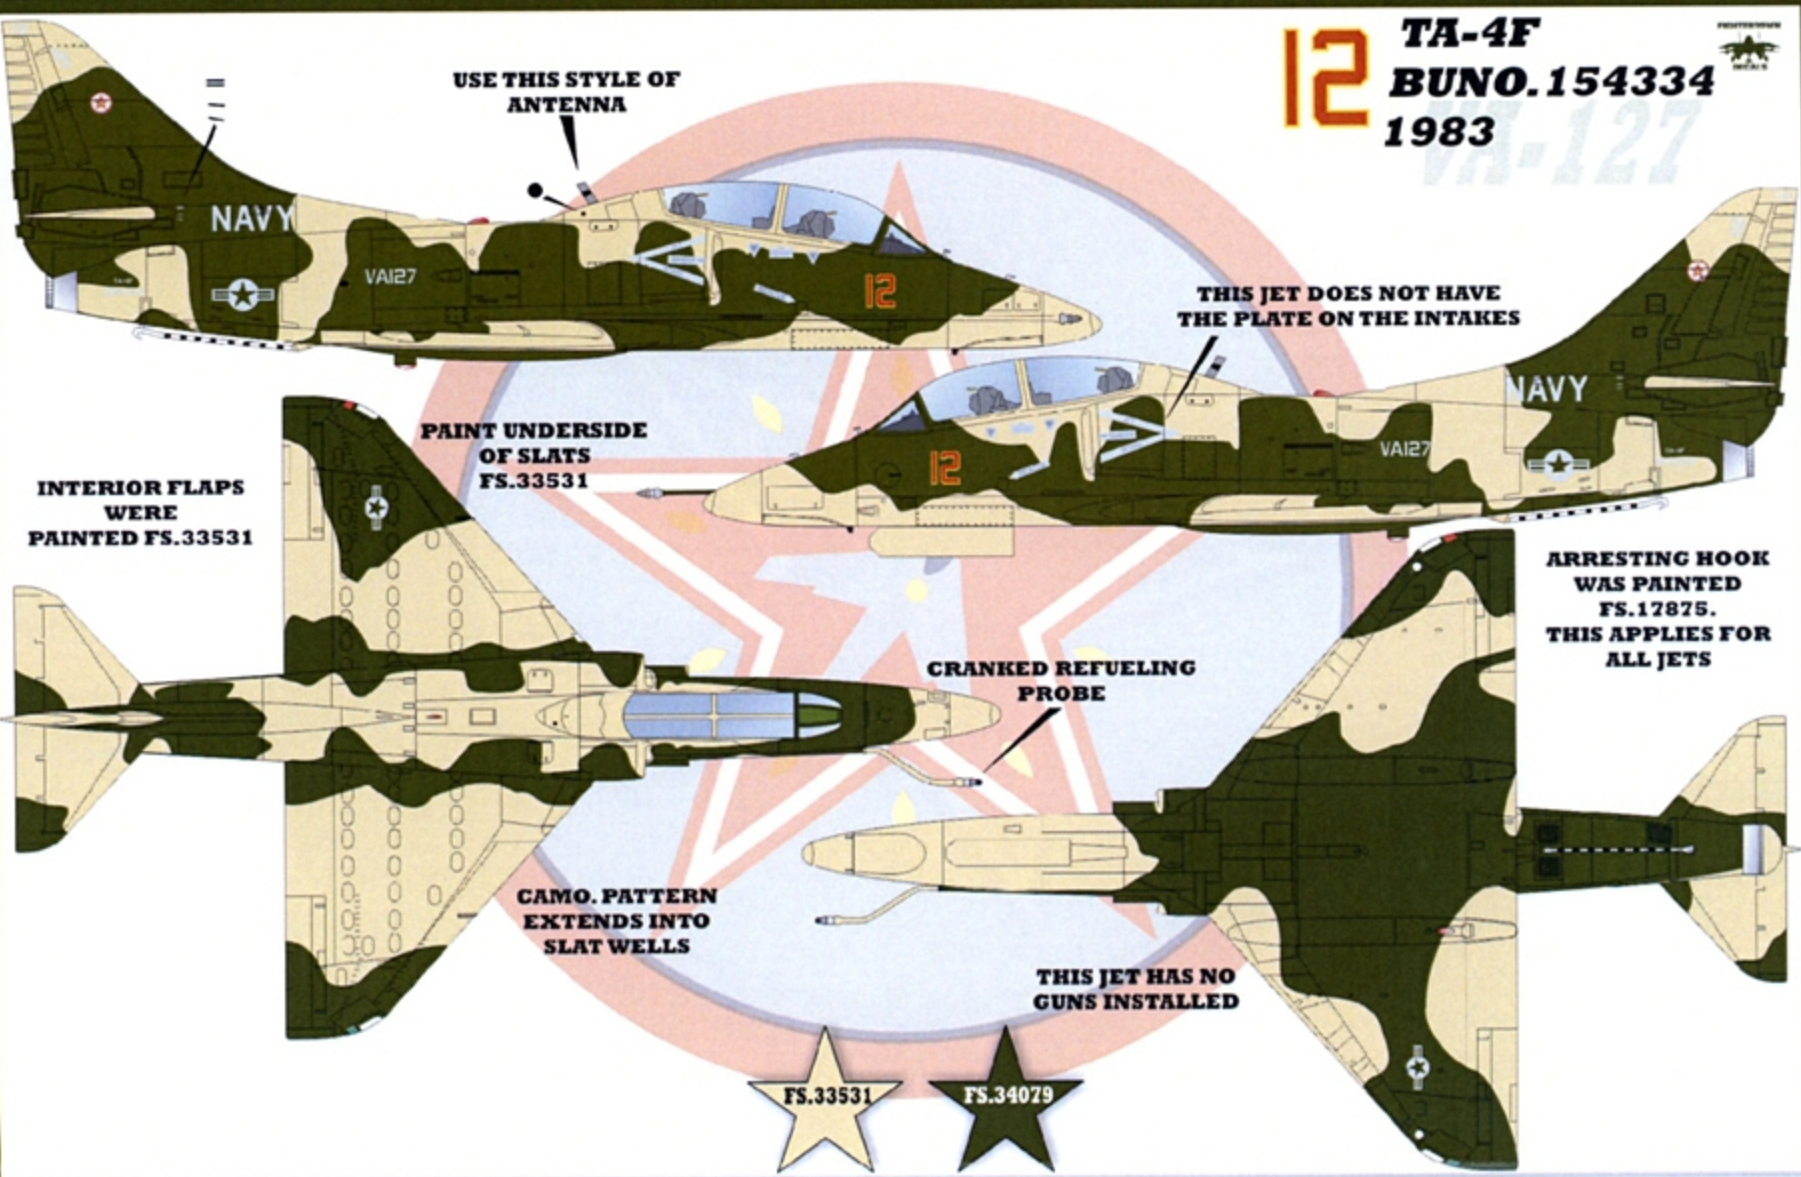 12
TA-4F
BUNO.154334
1983
VA-127
FIGHTERTOWN
DECALS
USE THIS STYLE OF
ANTENNA
NAVY
VA127
12
THIS JET DOES NOT HAVE
THE PLATE ON THE INTAKES
NAVY
VA127
12
PAINT UNDERSIDE
OF SLATS
FS.33531
INTERIOR FLAPS
WERE
PAINTED FS.33531
ARRESTING HOOK
WAS PAINTED
FS.17875.
THIS APPLIES FOR
ALL JETS
CRANKED REFUELING
PROBE
CAMO. PATTERN
EXTENDS INTO
SLAT WELLS
THIS JET HAS NO
GUNS INSTALLED
FS.33531
FS.34079